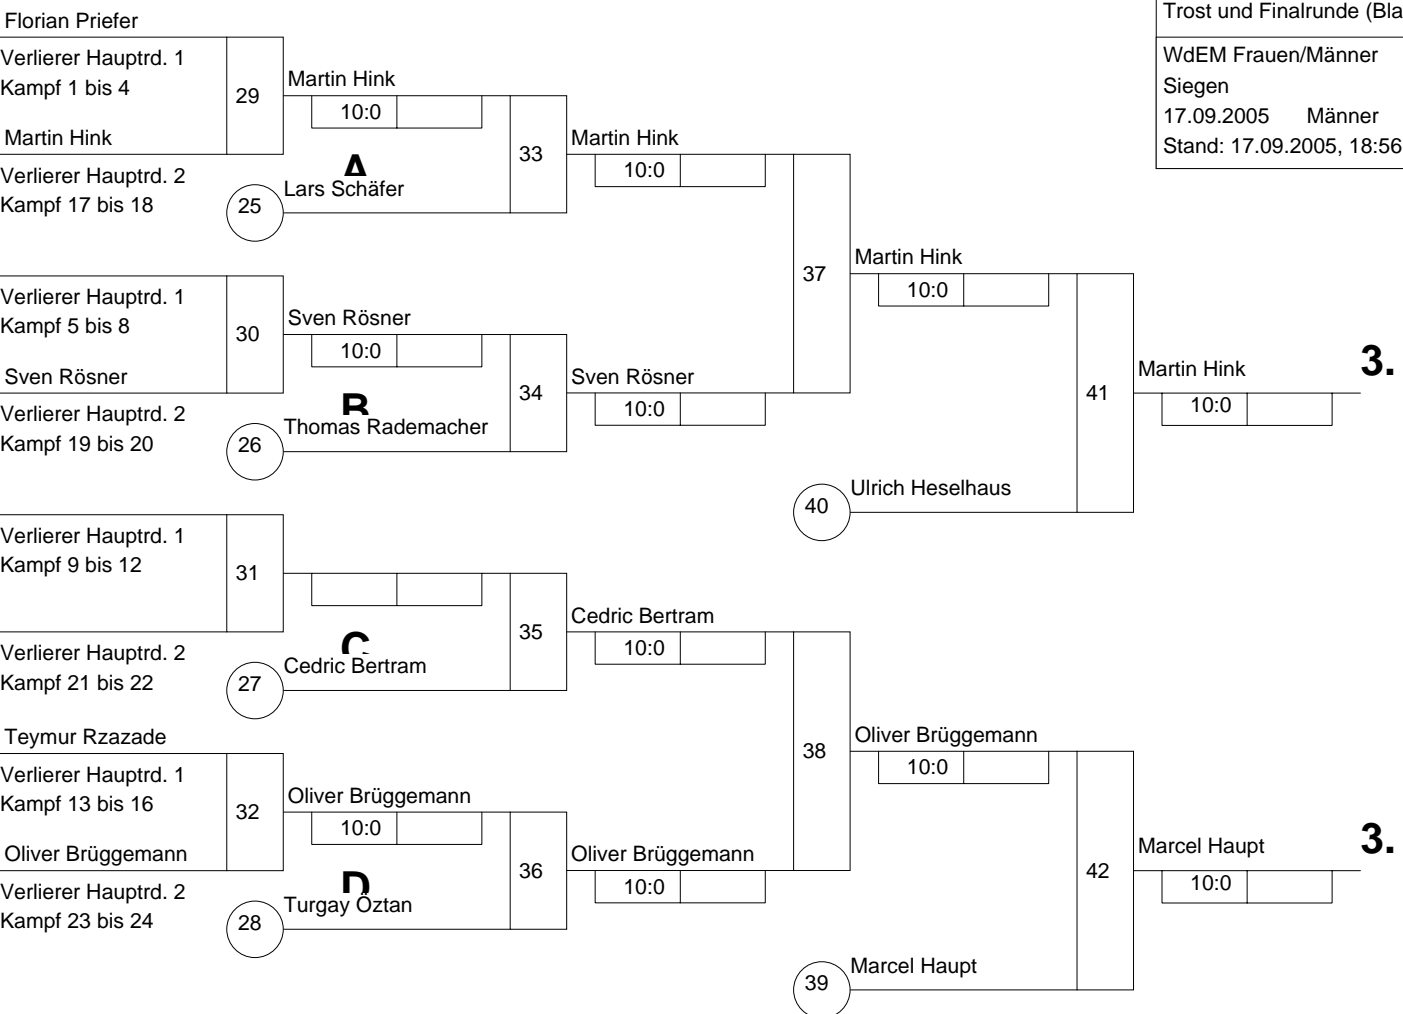 Trost und Finalrunde (Bla
WdEM Frauen/Männer
Siegen
17.09.2005 Männer
Stand: 17.09.2005, 18:56
Florian Priefer
Verlierer Hauptrd. 1
Kampf 1 bis 4
29
Martin Hink
10:0
Martin Hink
Verlierer Hauptrd. 2
Kampf 17 bis 18
A
25
Lars Schäfer
33
Martin Hink
10:0
Verlierer Hauptrd. 1
Kampf 5 bis 8
30
Sven Rösner
10:0
Sven Rösner
Verlierer Hauptrd. 2
Kampf 19 bis 20
B
26
Thomas Rademacher
34
Sven Rösner
10:0
37
Martin Hink
10:0
40
Ulrich Heselhaus
41
Martin Hink
10:0
3.
Verlierer Hauptrd. 1
Kampf 9 bis 12
31
Verlierer Hauptrd. 2
Kampf 21 bis 22
C
27
Cedric Bertram
35
Cedric Bertram
10:0
Teymur Rzazade
Verlierer Hauptrd. 1
Kampf 13 bis 16
32
Oliver Brüggemann
10:0
Oliver Brüggemann
Verlierer Hauptrd. 2
Kampf 23 bis 24
D
28
Turgay Öztan
36
Oliver Brüggemann
10:0
38
Oliver Brüggemann
10:0
39
Marcel Haupt
42
Marcel Haupt
10:0
3.